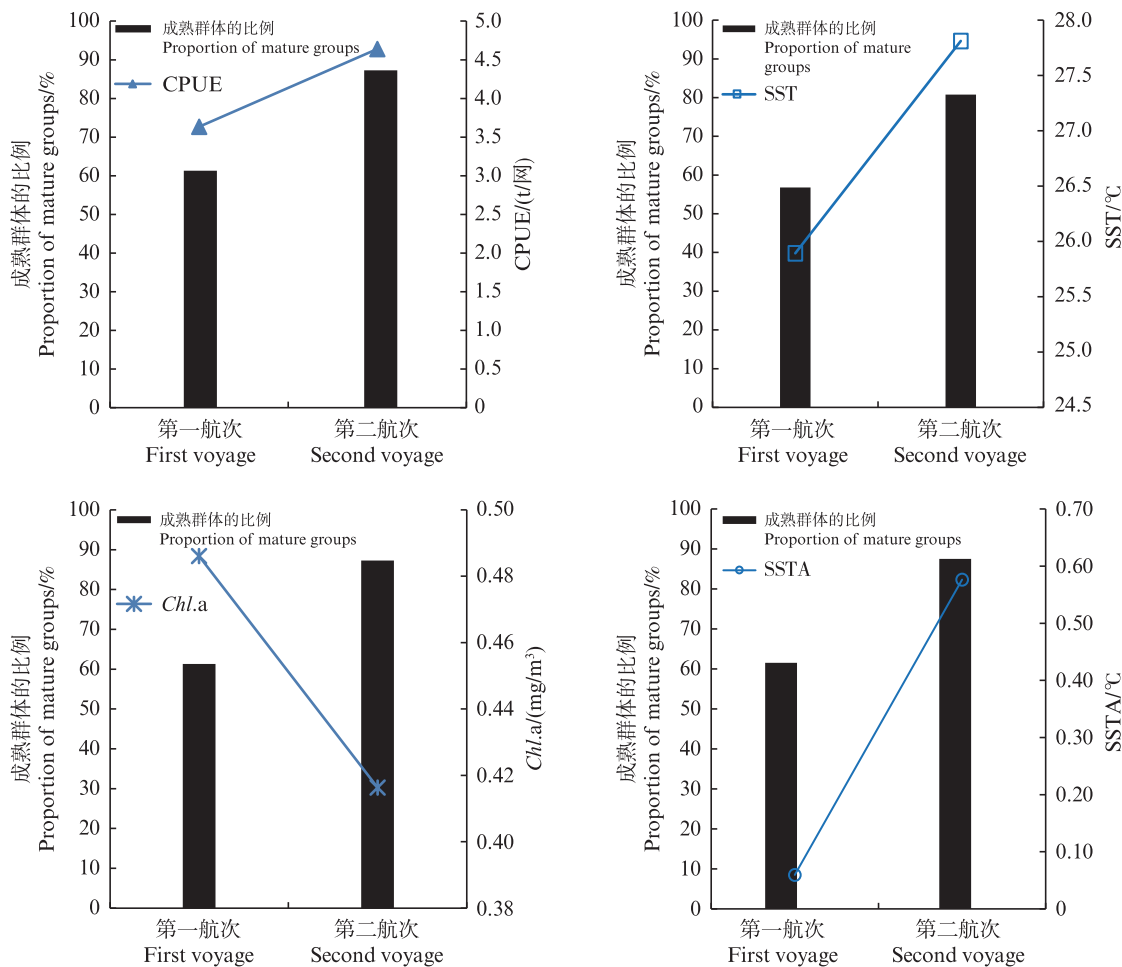 成熟群体的比例
Proportion of mature groups
CPUE
100
90
80
70
60
50
40
30
20
10
0
成熟群体的比例
Proportion of mature groups/%
5.0
4.5
4.0
3.5
3.0
2.5
2.0
1.5
1.0
0.5
0
CPUE/(t/网)
第一航次
First voyage
第二航次
Second voyage
成熟群体的比例
Proportion of mature
groups
SST
100
90
80
70
60
50
40
30
20
10
0
成熟群体的比例
Proportion of mature groups/%
28.0
27.5
27.0
26.5
26.0
25.5
25.0
24.5
SST/℃
第一航次
First voyage
第二航次
Second voyage
成熟群体的比例
Proportion of mature groups
Chl.a
100
90
80
70
60
50
40
30
20
10
0
成熟群体的比例
Proportion of mature groups/%
0.50
0.48
0.46
0.44
0.42
0.40
0.38
Chl.a/(mg/m³)
第一航次
First voyage
第二航次
Second voyage
成熟群体的比例
Proportion of mature groups
SSTA
100
90
80
70
60
50
40
30
20
10
0
成熟群体的比例
Proportion of mature groups/%
0.70
0.60
0.50
0.40
0.30
0.20
0.10
0
SSTA/℃
第一航次
First voyage
第二航次
Second voyage